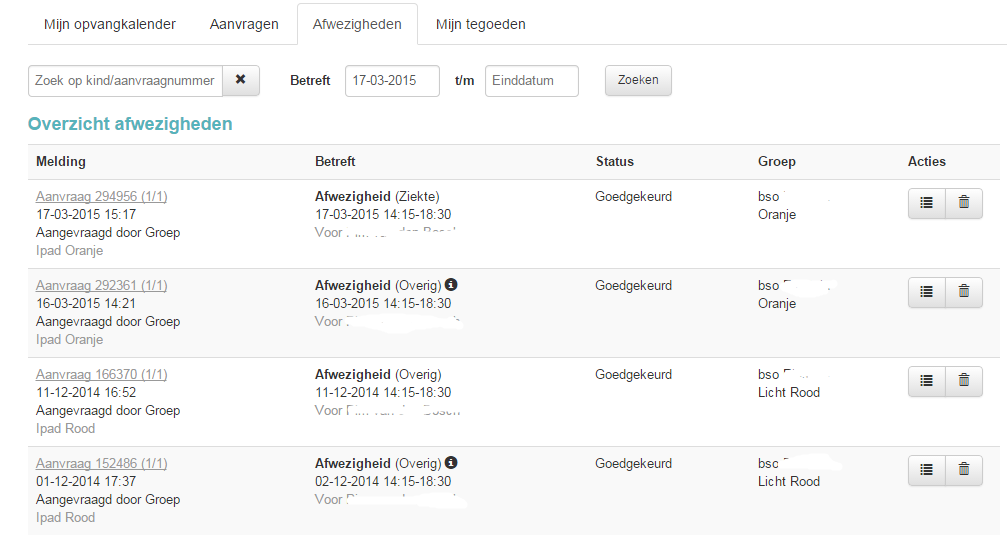 Mijn opvangkalender Aanvragen Afwezigheden Mijn tegoeden
Zoek op kind/aanvraagnummer Betreft 17-03-2015 t/m Einddatum Zoeken
Overzicht afwezigheden
Melding Betreft Status Groep Acties
Aanvraag 294956 (1/1) Afwezigheid (Ziekte) Goedgekeurd bso
17-03-2015 15:17 17-03-2015 14:15-18:30 Oranje
Aangevraagd door Groep Voor
Ipad Oranje
Aanvraag 292361 (1/1) Afwezigheid (Overig) Goedgekeurd bso
16-03-2015 14:21 16-03-2015 14:15-18:30 Oranje
Aangevraagd door Groep Voor
Ipad Oranje
Aanvraag 166370 (1/1) Afwezigheid (Overig) Goedgekeurd bso
11-12-2014 16:52 11-12-2014 14:15-18:30 Licht Rood
Aangevraagd door Groep Voor
Ipad Rood
Aanvraag 152486 (1/1) Afwezigheid (Overig) Goedgekeurd bso
01-12-2014 17:37 02-12-2014 14:15-18:30 Licht Rood
Aangevraagd door Groep Voor
Ipad Rood